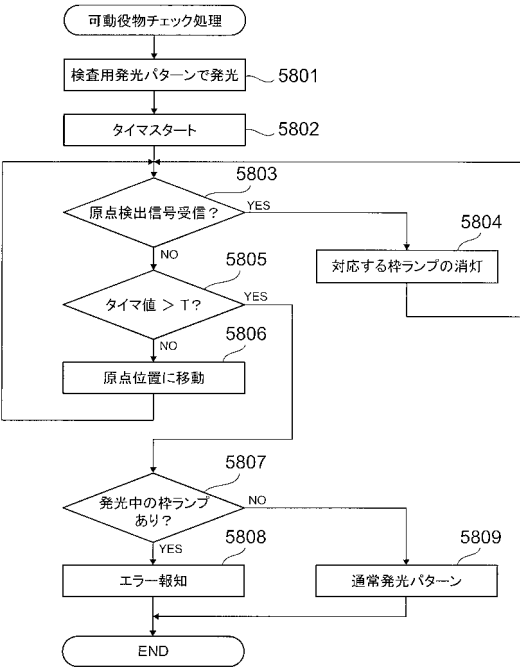 可動役物チェック処理
検査用発光パターンで発光
5801
タイマスタート
5802
原点検出信号受信？
5803
YES
NO
対応する枠ランプの消灯
5804
タイマ値 ＞ T？
5805
YES
NO
原点位置に移動
5806
発光中の枠ランプ
あり？
5807
NO
YES
エラー報知
5808
通常発光パターン
5809
END